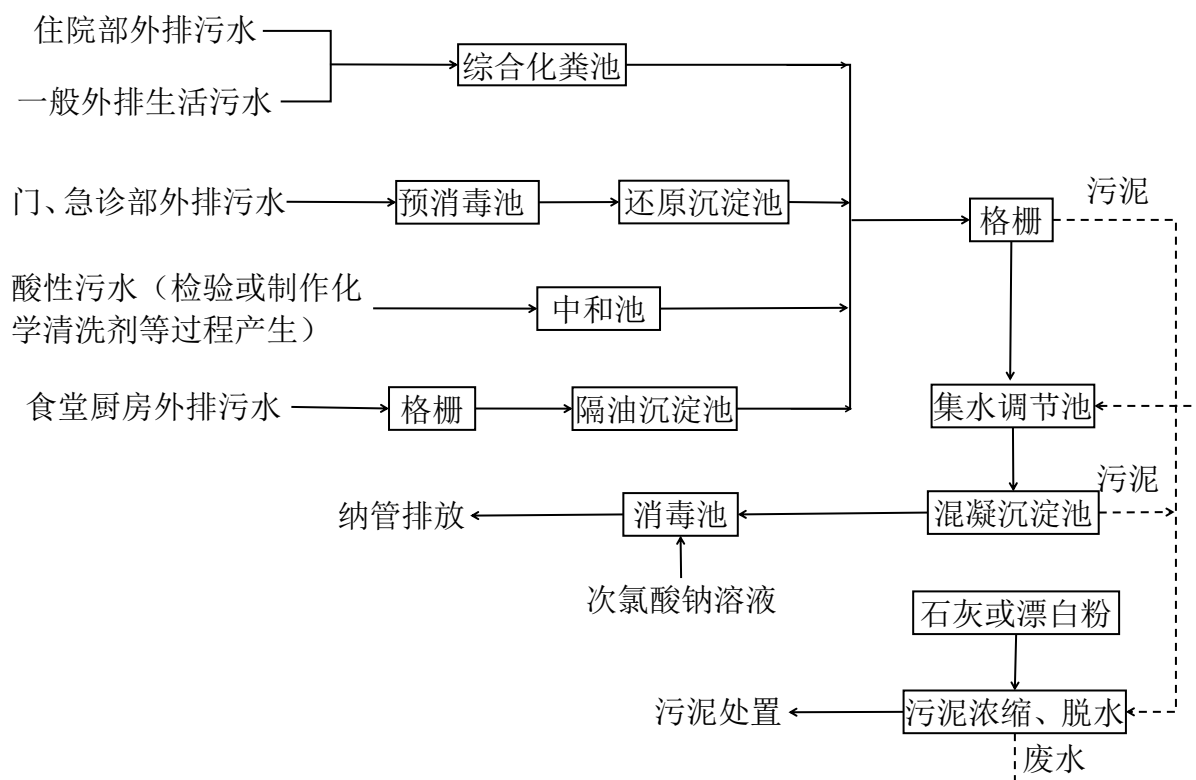 住院部外排污水
综合化粪池
一般外排生活污水
门、急诊部外排污水
预消毒池
还原沉淀池
格栅
污泥
酸性污水（检验或制作化
学清洗剂等过程产生）
中和池
食堂厨房外排污水
格栅
隔油沉淀池
集水调节池
污泥
纳管排放
消毒池
混凝沉淀池
次氯酸钠溶液
石灰或漂白粉
污泥处置
污泥浓缩、脱水
废水